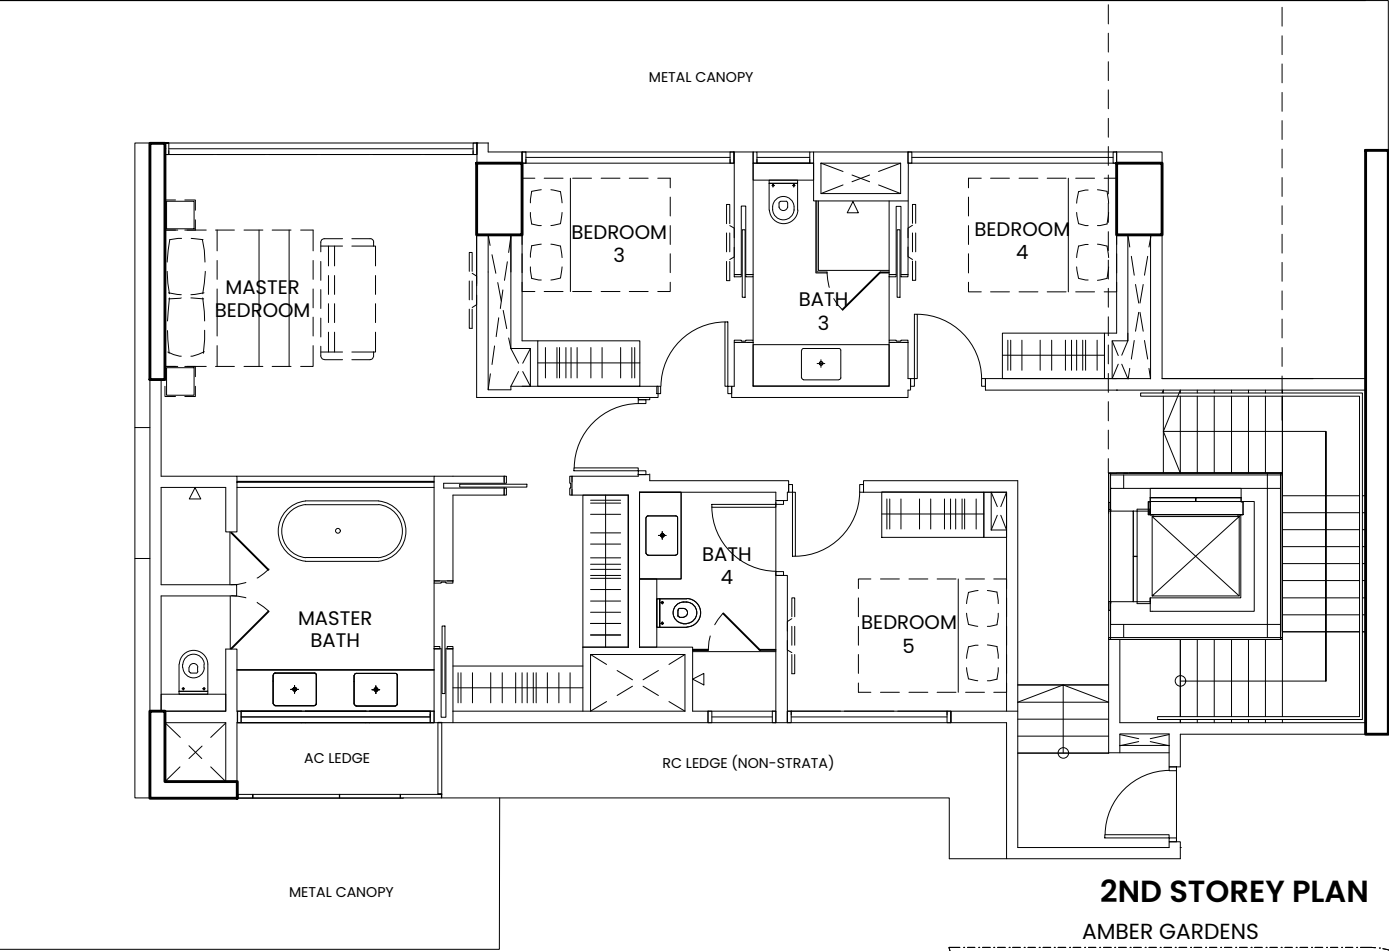 METAL CANOPY
BEDROOM
3
BEDROOM
4
MASTER
BEDROOM
BATH
3
BATH
4
MASTER
BATH
BEDROOM
5
AC LEDGE
RC LEDGE (NON-STRATA)
METAL CANOPY
2ND STOREY PLAN
AMBER GARDENS